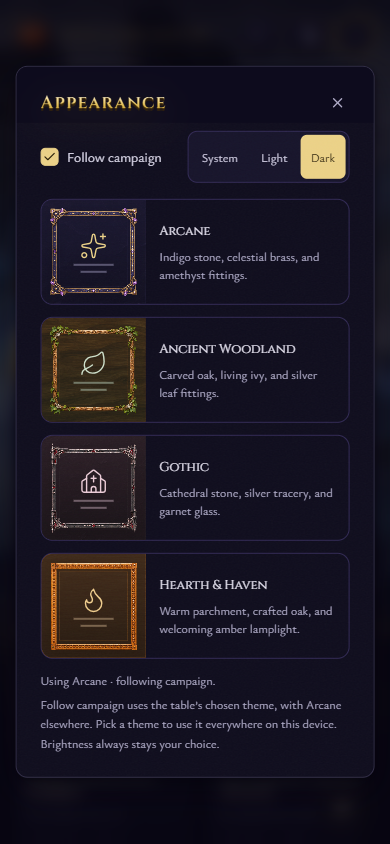 Appearance
Follow campaign
System
Light
Dark
Arcane
Indigo stone, celestial brass, and
amethyst fittings.
Ancient Woodland
Carved oak, living ivy, and silver
leaf fittings.
Gothic
Cathedral stone, silver tracery, and
garnet glass.
Hearth & Haven
Warm parchment, crafted oak, and
welcoming amber lamplight.
Using Arcane · following campaign.
Follow campaign uses the table's chosen theme, with Arcane
elsewhere. Pick a theme to use it everywhere on this device.
Brightness always stays your choice.